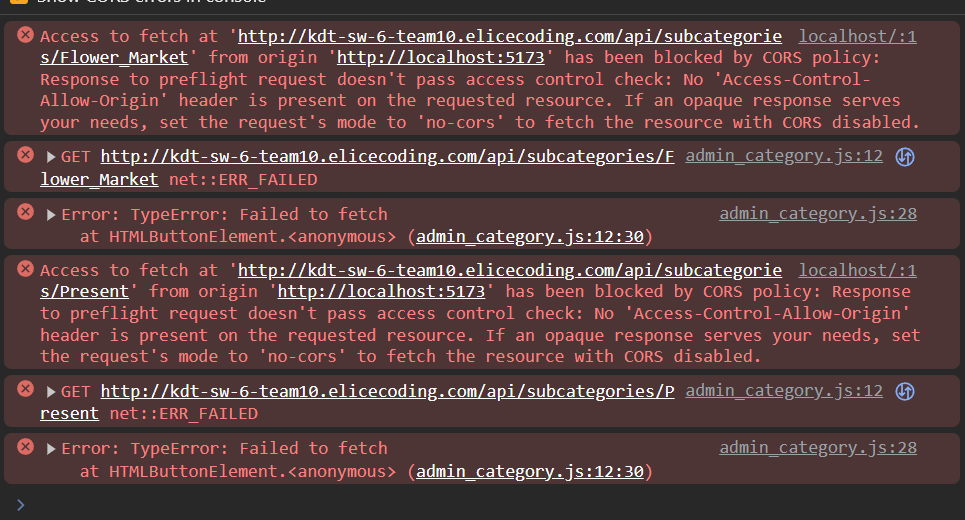 Show CORS errors in console
Access to fetch at 'http://kdt-sw-6-team10.elicecoding.com/api/subcategorie localhost/:1
s/Flower_Market' from origin 'http://localhost:5173' has been blocked by CORS policy:
Response to preflight request doesn't pass access control check: No 'Access-Control-
Allow-Origin' header is present on the requested resource. If an opaque response serves
your needs, set the request's mode to 'no-cors' to fetch the resource with CORS disabled.
GET http://kdt-sw-6-team10.elicecoding.com/api/subcategories/F admin_category.js:12
lower_Market net::ERR_FAILED
Error: TypeError: Failed to fetch admin_category.js:28
at HTMLButtonElement.<anonymous> (admin_category.js:12:30)
Access to fetch at 'http://kdt-sw-6-team10.elicecoding.com/api/subcategorie localhost/:1
s/Present' from origin 'http://localhost:5173' has been blocked by CORS policy: Response
to preflight request doesn't pass access control check: No 'Access-Control-Allow-Origin'
header is present on the requested resource. If an opaque response serves your needs, set
the request's mode to 'no-cors' to fetch the resource with CORS disabled.
GET http://kdt-sw-6-team10.elicecoding.com/api/subcategories/P admin_category.js:12
resent net::ERR_FAILED
Error: TypeError: Failed to fetch admin_category.js:28
at HTMLButtonElement.<anonymous> (admin_category.js:12:30)